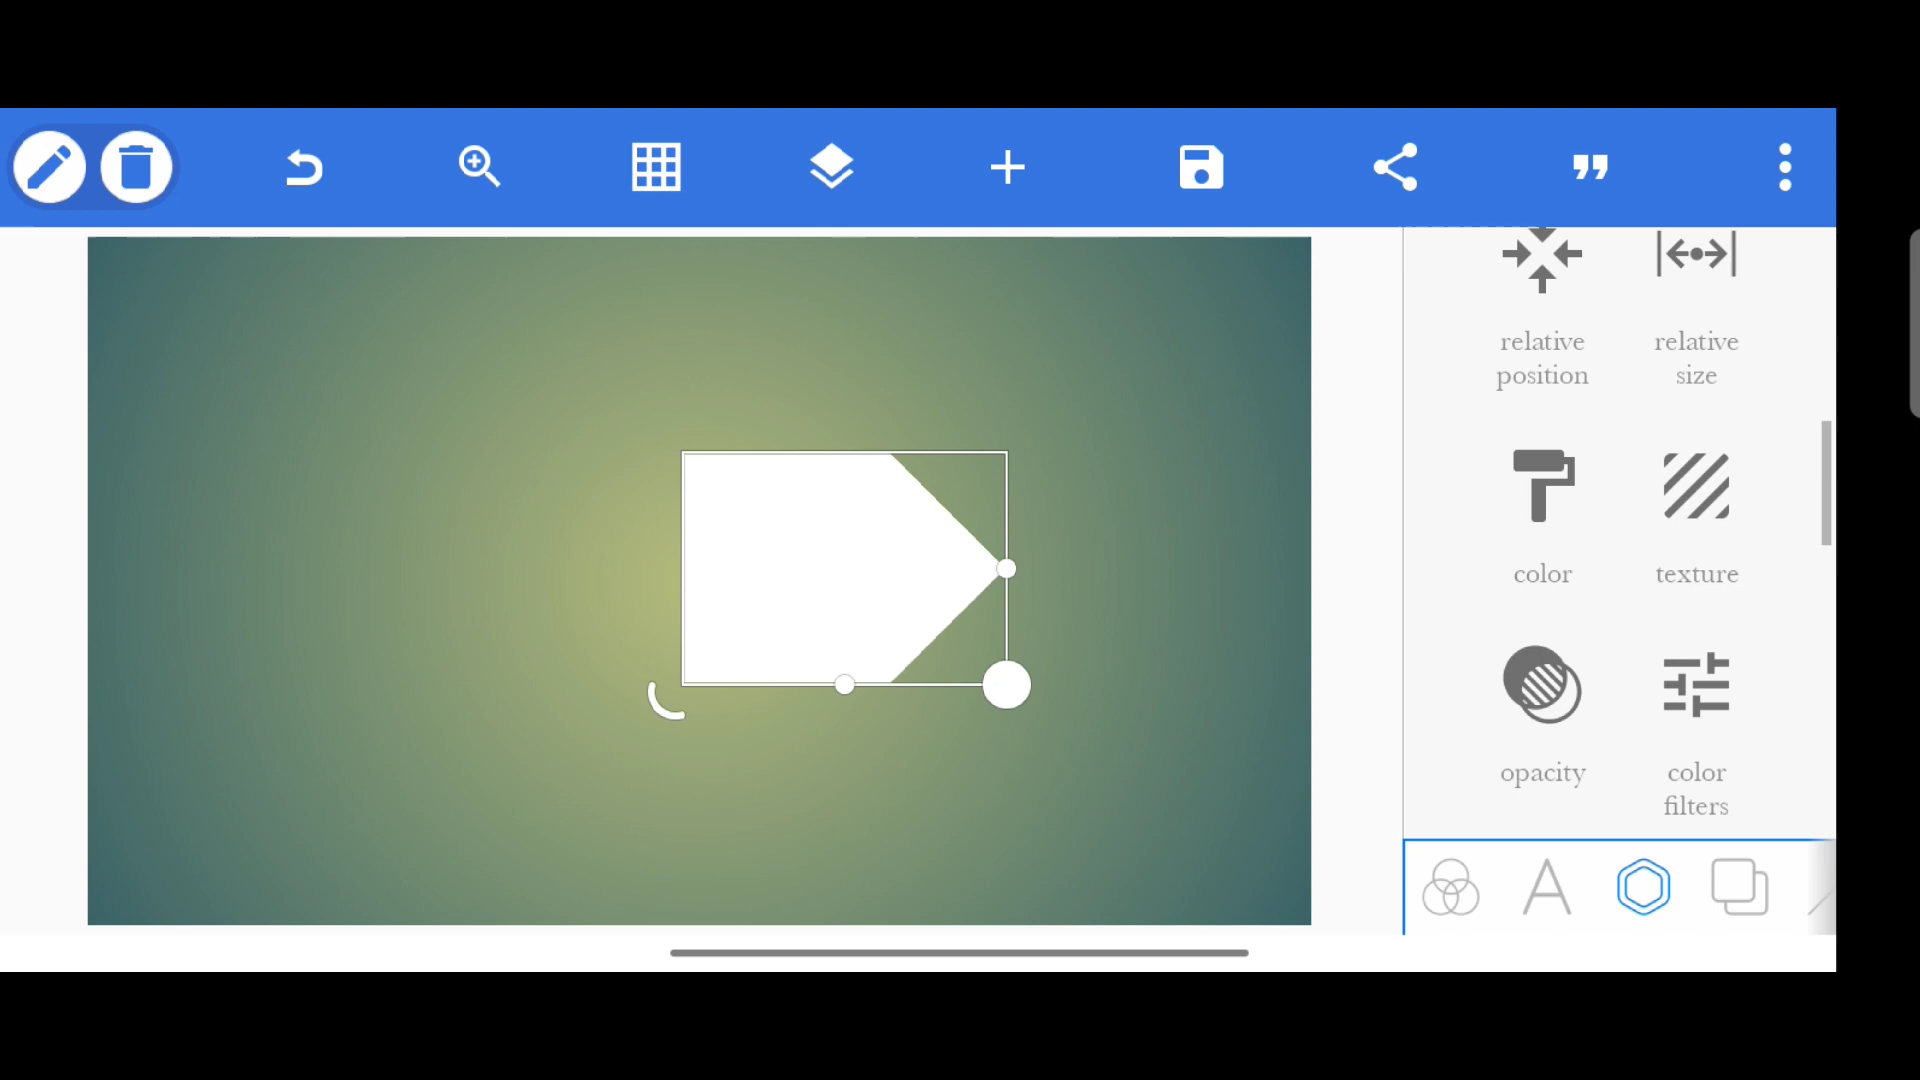 relative
position
relative
size
color
texture
opacity
color
filters